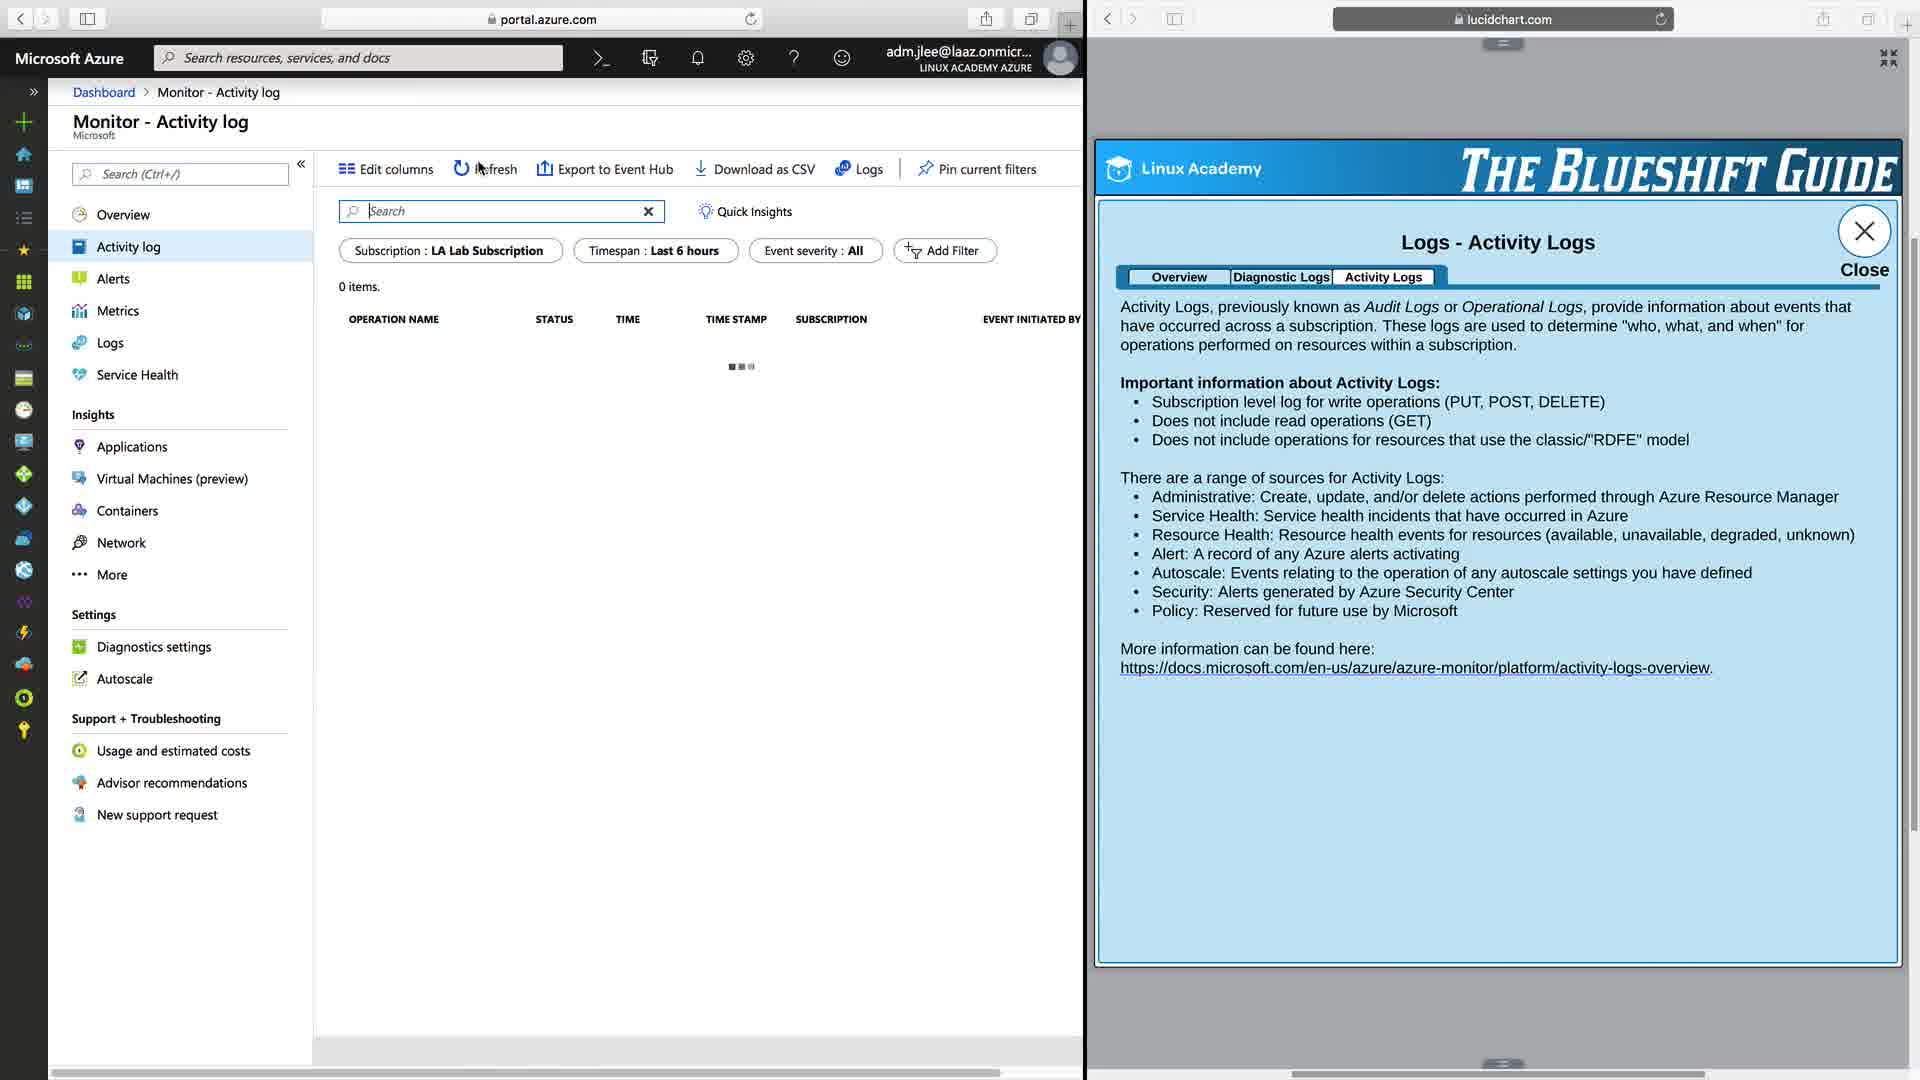 portal.azure.com
Microsoft Azure
Search resources, services, and docs
adm.jlee@laaz.onmicr...
LINUX ACADEMY AZURE
Dashboard > Monitor - Activity log
Monitor - Activity log
Microsoft
Search (Ctrl+/)
Overview
Activity log
Alerts
Metrics
Logs
Service Health
Insights
Applications
Virtual Machines (preview)
Containers
Network
More
Settings
Diagnostics settings
Autoscale
Support + Troubleshooting
Usage and estimated costs
Advisor recommendations
New support request
Edit columns
Refresh
Export to Event Hub
Download as CSV
Logs
Pin current filters
Search
Quick Insights
Subscription : LA Lab Subscription
Timespan : Last 6 hours
Event severity : All
Add Filter
0 items.
OPERATION NAME STATUS TIME TIME STAMP SUBSCRIPTION EVENT INITIATED BY
lucidchart.com
Linux Academy
THE BLUESHIFT GUIDE
Close
Logs - Activity Logs
Overview Diagnostic Logs Activity Logs
Activity Logs, previously known as Audit Logs or Operational Logs, provide information about events that
have occurred across a subscription. These logs are used to determine "who, what, and when" for
operations performed on resources within a subscription.
Important information about Activity Logs:
• Subscription level log for write operations (PUT, POST, DELETE)
• Does not include read operations (GET)
• Does not include operations for resources that use the classic/"RDFE" model
There are a range of sources for Activity Logs:
• Administrative: Create, update, and/or delete actions performed through Azure Resource Manager
• Service Health: Service health incidents that have occurred in Azure
• Resource Health: Resource health events for resources (available, unavailable, degraded, unknown)
• Alert: A record of any Azure alerts activating
• Autoscale: Events relating to the operation of any autoscale settings you have defined
• Security: Alerts generated by Azure Security Center
• Policy: Reserved for future use by Microsoft
More information can be found here:
https://docs.microsoft.com/en-us/azure/azure-monitor/platform/activity-logs-overview.